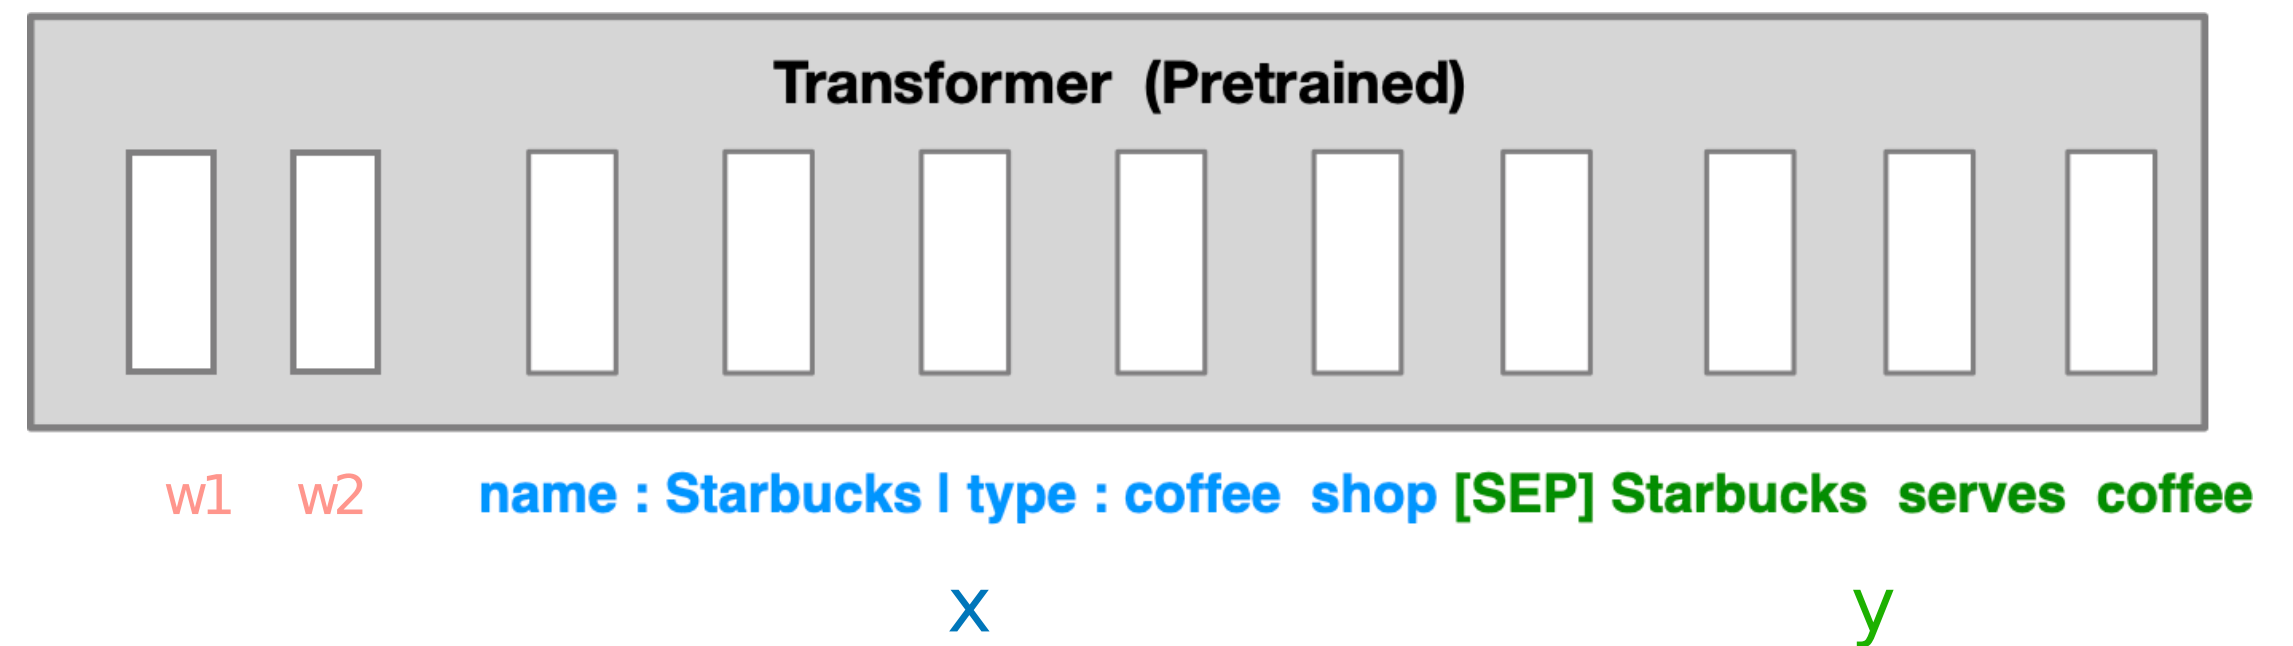 Transformer (Pretrained)
w1 w2 name : Starbucks | type : coffee shop [SEP] Starbucks serves coffee
x y